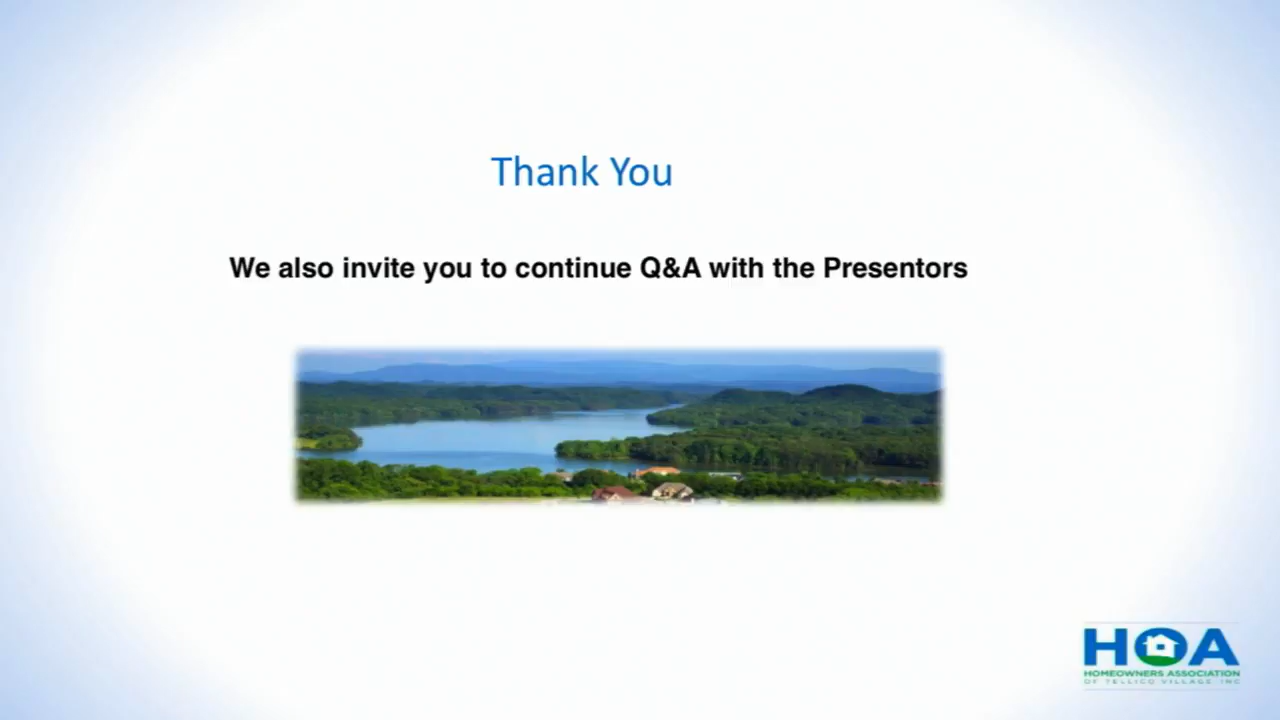 Thank You
We also invite you to continue Q&A with the Presentors
HOA
HOMEOWNERS ASSOCIATION
OF TELLICO VILLAGE INC